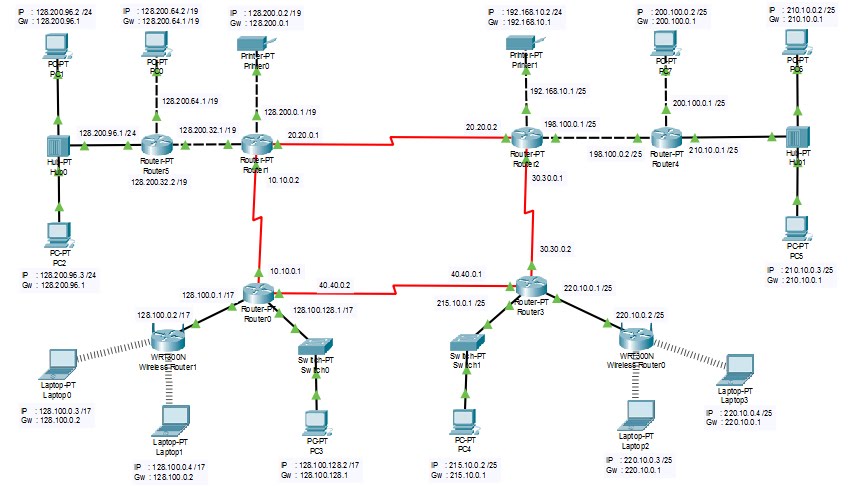 IP : 128.200.96.2 /24
Gw : 128.200.96.1
PC-PT
PC1
IP : 128.200.64.2 /19
Gw : 128.200.64.1 /19
PC-PT
PC0
IP : 128.200.0.2 /19
Gw : 128.200.0.1
Printer-PT
Printer0
IP : 192.168.10.2 /24
Gw : 192.168.10.1
Printer-PT
Printer1
IP : 200.100.0.2 /25
Gw : 200.100.0.1
PC-PT
PC7
IP : 210.10.0.2 /25
Gw : 210.10.0.1
PC-PT
PC6
128.200.64.1 /19
128.200.0.1 /19
192.168.10.1 /25
200.100.0.1 /25
128.200.96.1 /24
128.200.32.1 /19
20.20.0.1
20.20.0.2
198.100.0.1 /25
198.100.0.2 /25
210.10.0.1 /25
Hub-PT
Hub0
Router-PT
Router5
128.200.32.2 /19
Router-PT
Router1
10.10.0.2
Router-PT
Router2
30.30.0.1
Router-PT
Router4
Hub-PT
Hub1
PC-PT
PC2
IP : 128.200.96.3 /24
Gw : 128.200.96.1
PC-PT
PC5
IP : 210.10.0.3 /25
Gw : 210.10.0.1
30.30.0.2
10.10.0.1
40.40.0.2
40.40.0.1
128.100.0.1 /17
Router-PT
Router0
128.100.128.1 /17
128.100.0.2 /17
220.10.0.1 /25
215.10.0.1 /25
Router-PT
Router3
220.10.0.2 /25
WRT300N
Wireless Router1
Switch-PT
Switch0
Switch-PT
Switch1
WRT300N
Wireless Router0
Laptop-PT
Laptop0
IP : 128.100.0.3 /17
Gw : 128.100.0.2
Laptop-PT
Laptop1
IP : 128.100.0.4 /17
Gw : 128.100.0.2
PC-PT
PC3
IP : 128.100.128.2 /17
Gw : 128.100.128.1
PC-PT
PC4
IP : 215.10.0.2 /25
Gw : 215.10.0.1
Laptop-PT
Laptop2
IP : 220.10.0.3 /25
Gw : 220.10.0.1
Laptop-PT
Laptop3
IP : 220.10.0.4 /25
Gw : 220.10.0.1